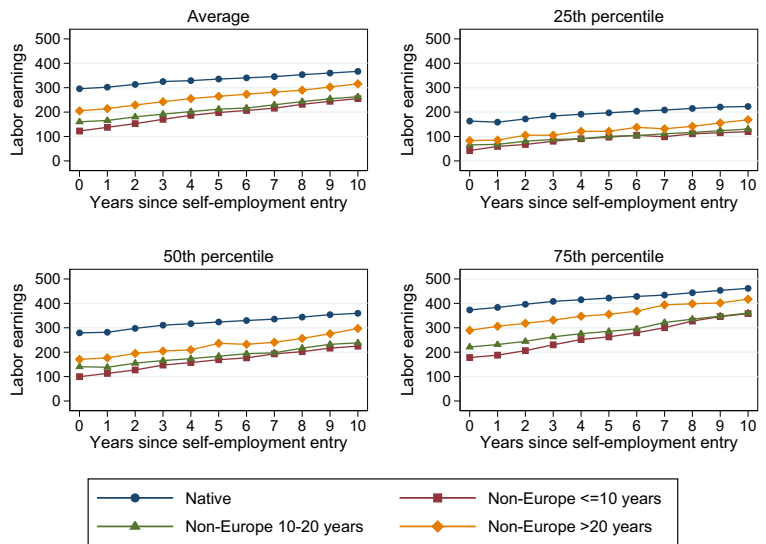 Average
Labor earnings
500
400
300
200
100
0
0 1 2 3 4 5 6 7 8 9 10
Years since self-employment entry
25th percentile
Labor earnings
500
400
300
200
100
0
0 1 2 3 4 5 6 7 8 9 10
Years since self-employment entry
50th percentile
Labor earnings
500
400
300
200
100
0
0 1 2 3 4 5 6 7 8 9 10
Years since self-employment entry
75th percentile
Labor earnings
500
400
300
200
100
0
0 1 2 3 4 5 6 7 8 9 10
Years since self-employment entry
Native
Non-Europe <=10 years
Non-Europe 10-20 years
Non-Europe >20 years